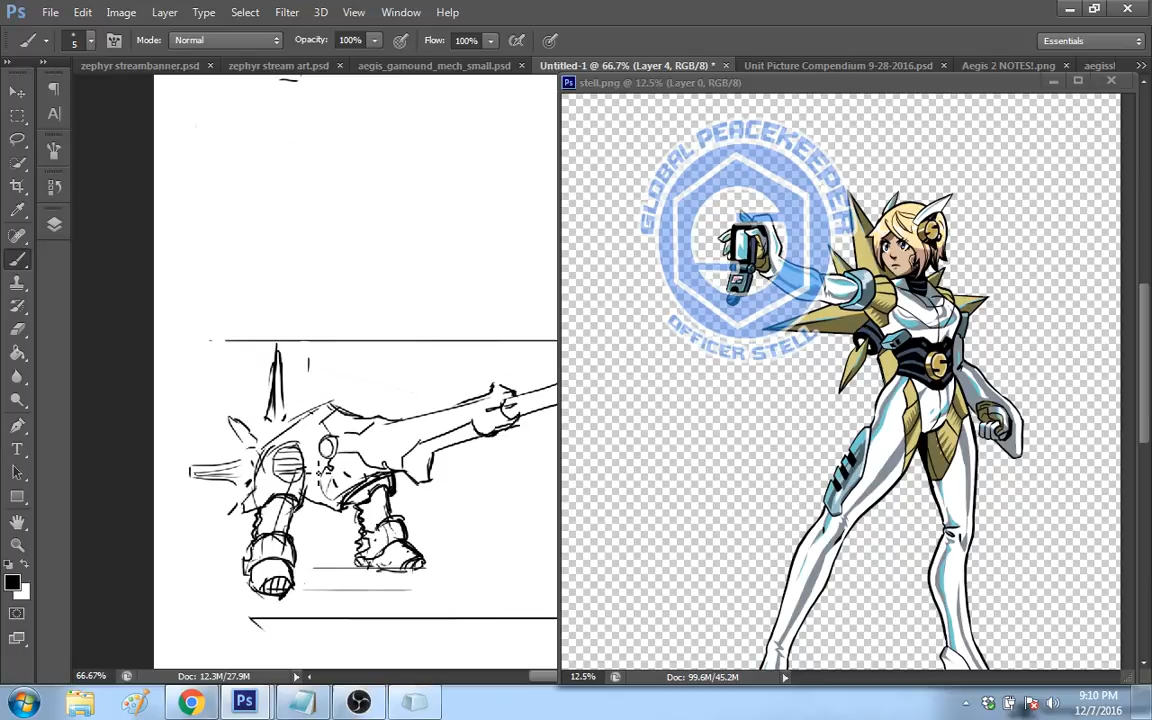 Ps File Edit Image Layer Type Select Filter 3D View Window Help
5 Mode: Normal Opacity: 100% Flow: 100% Essentials
zephyr streambanner.psd × zephyr stream art.psd × aegis_gamound_mech_small.psd × Untitled-1 @ 66.7% (Layer 4, RGB/8) * × Unit Picture Compendium 9-28-2016.psd × Aegis 2 NOTES!.png × aegissl
Ps stell.png @ 12.5% (Layer 0, RGB/8)
GLOBAL PEACEKEEPER
OFFICER STELL
S
S
66.67% Doc: 12.3M/27.9M
12.5% Doc: 99.6M/45.2M
Ps
9:10 PM
12/7/2016